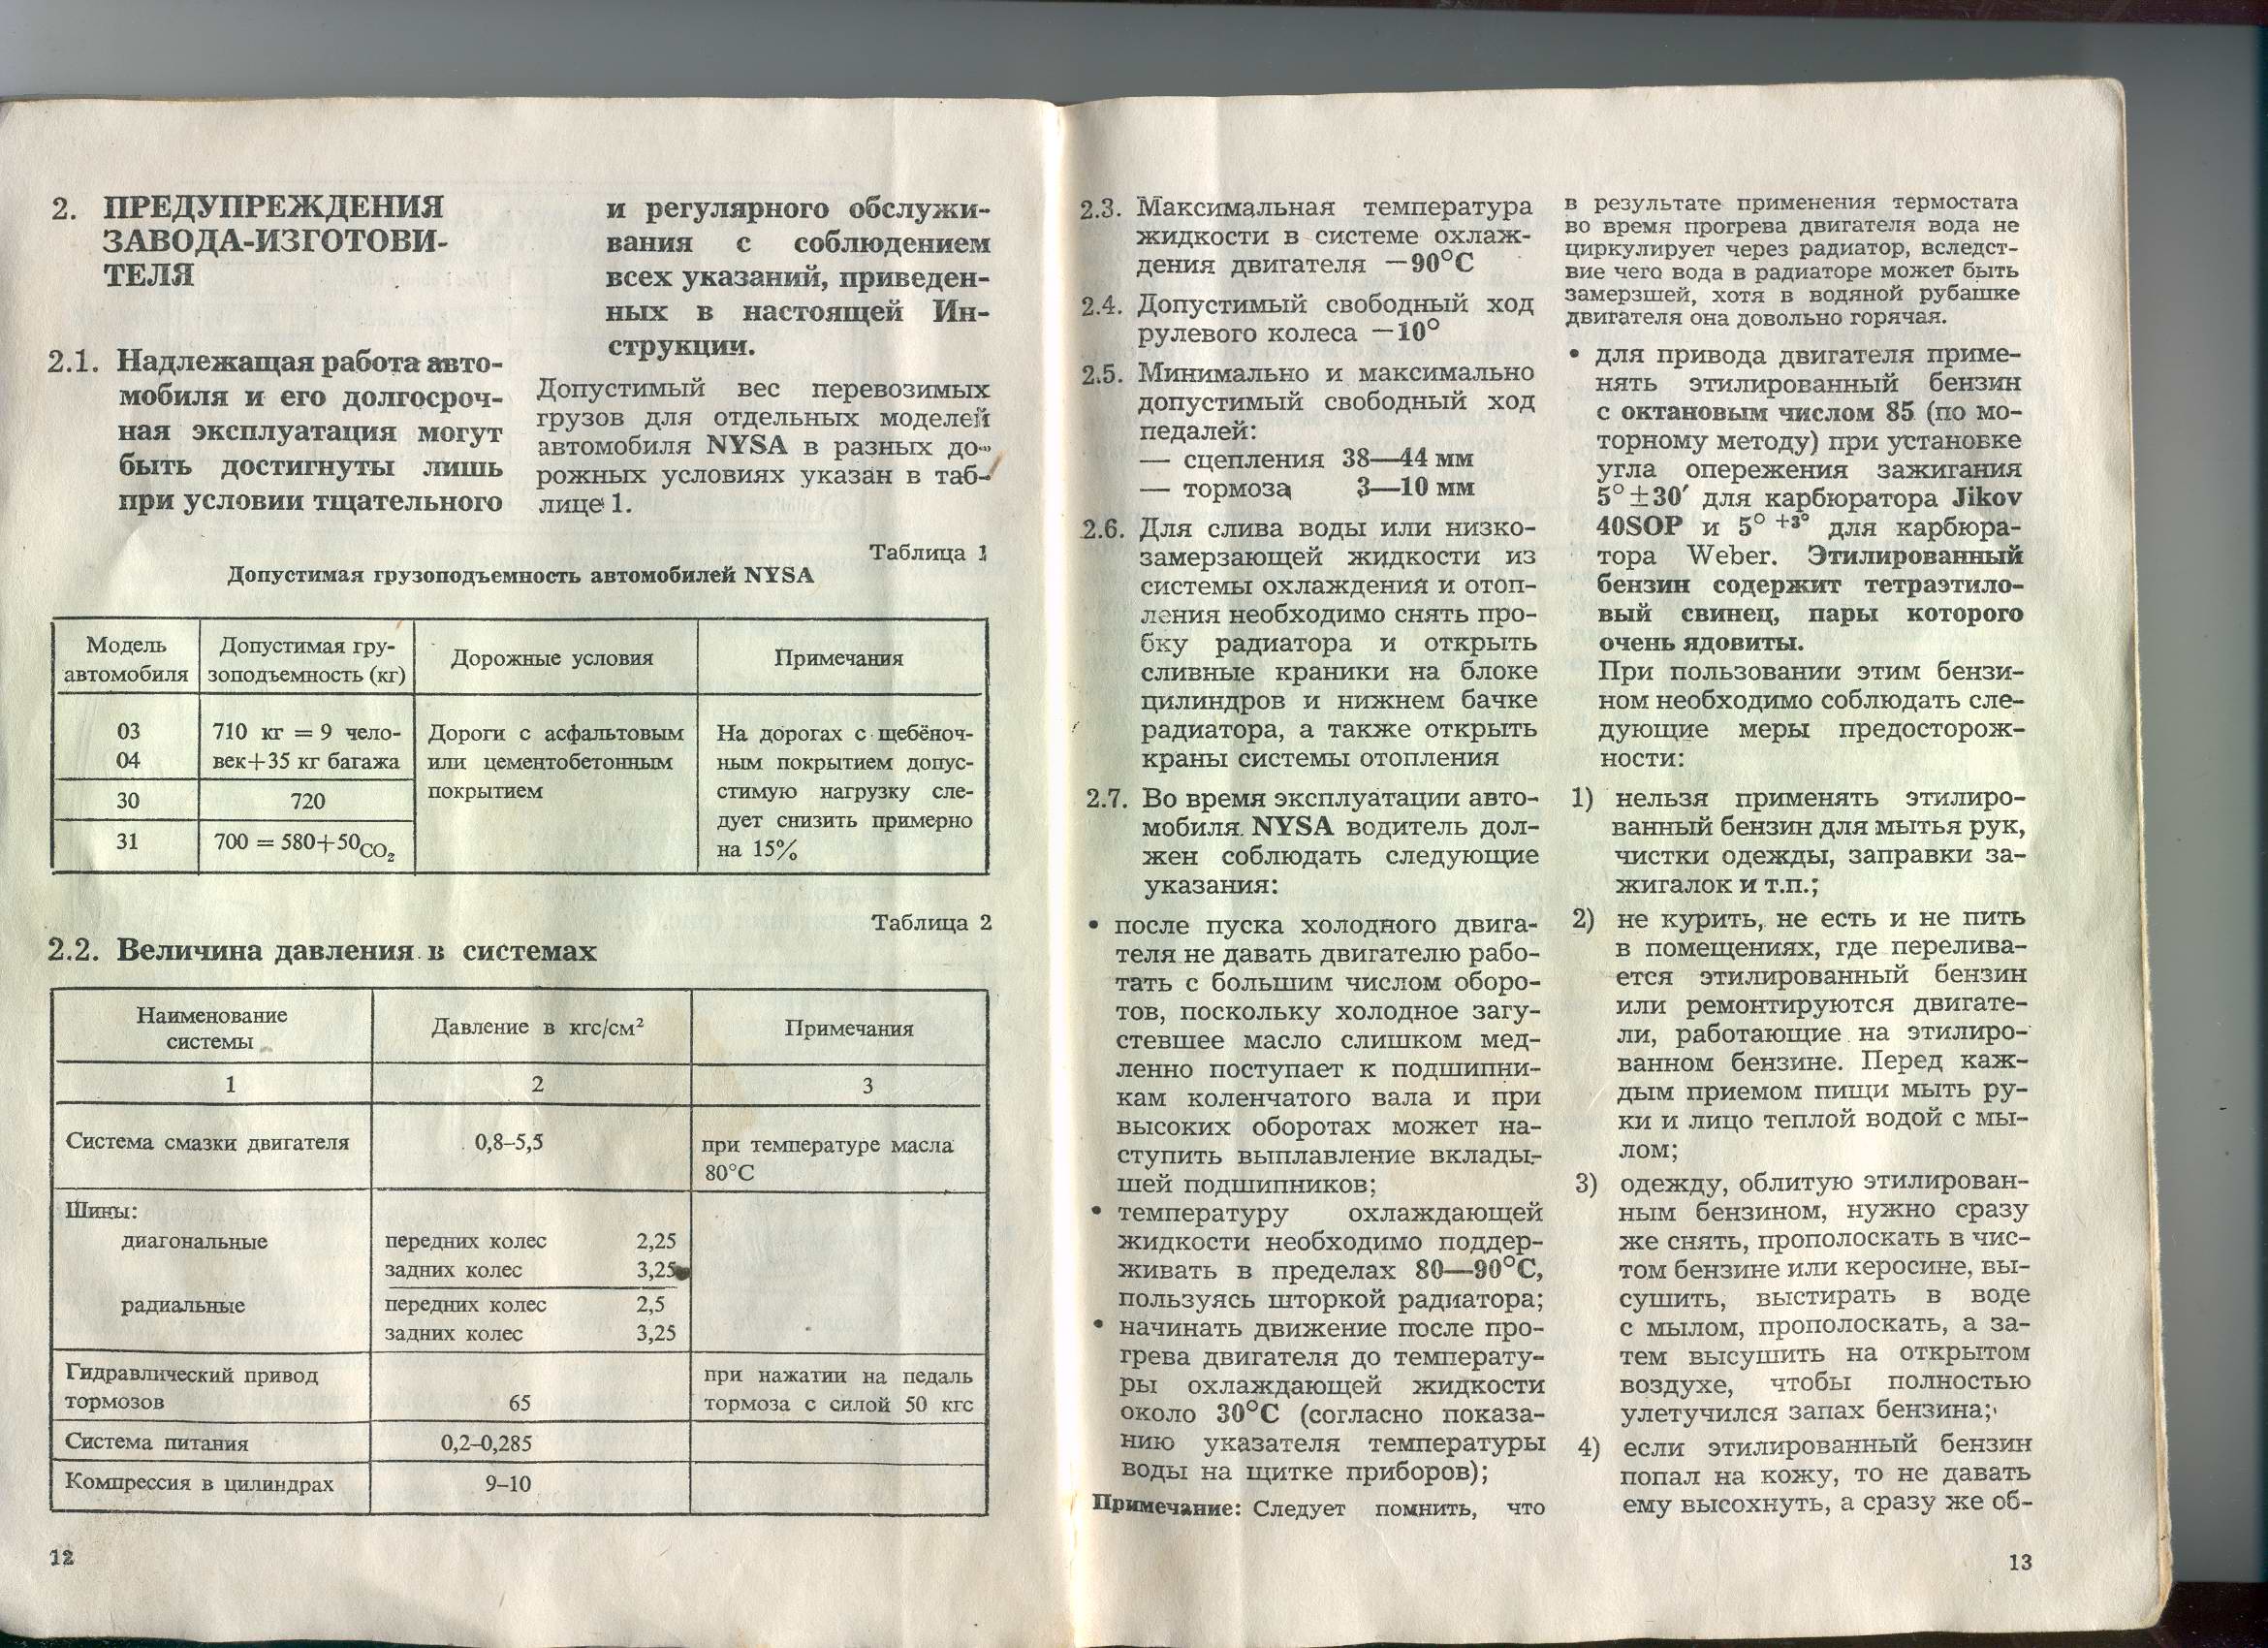 2. ПРЕДУПРЕЖДЕНИЯ
ЗАВОДА-ИЗГОТОВИ-
ТЕЛЯ
2.1. Надлежащая работа авто-
мобиля и его долгосроч-
ная эксплуатация могут
быть достигнуты лишь
при условии тщательного
и регулярного обслужи-
вания с соблюдением
всех указаний, приведен-
ных в настоящей Ин-
струкции.
Допустимый вес перевозимых
грузов для отдельных моделей
автомобиля NYSA в разных до-
рожных условиях указан в таб-
лице 1.
Таблица 1
Допустимая грузоподъемность автомобилей NYSA
Модель
автомобиля
Допустимая гру-
зоподъемность (кг)
Дорожные условия
Примечания
03
04
710 кг = 9 чело-
век+35 кг багажа
30
720
31
700 = 580+50CO₂
Дороги с асфальтовым
или цементобетонным
покрытием
На дорогах с щебёноч-
ным покрытием допус-
стимую нагрузку сле-
дует снизить примерно
на 15%
Таблица 2
2.2. Величина давления в системах
Наименование
системы
Давление в кгс/см²
Примечания
1 2 3
Система смазки двигателя 0,8–5,5 при температуре масла
80°С
Шины:
диагональные передних колес 2,25
задних колес 3,25
радиальные передних колес 2,5
задних колес 3,25
Гидравлический привод при нажатии на педаль
тормозов 65 тормоза с силой 50 кгс
Система питания 0,2–0,285
Компрессия в цилиндрах 9–10
12
2.3. Максимальная температура
жидкости в системе охлаж-
дения двигателя —90°С
2.4. Допустимый свободный ход
рулевого колеса —10°
2.5. Минимально и максимально
допустимый свободный ход
педалей:
— сцепления 38—44 мм
— тормоза 3—10 мм
2.6. Для слива воды или низко-
замерзающей жидкости из
системы охлаждения и отоп-
ления необходимо снять про-
бку радиатора и открыть
сливные краники на блоке
цилиндров и нижнем бачке
радиатора, а также открыть
краны системы отопления
2.7. Во время эксплуатации авто-
мобиля NYSA водитель дол-
жен соблюдать следующие
указания:
• после пуска холодного двига-
теля не давать двигателю рабо-
тать с большим числом оборо-
тов, поскольку холодное загу-
стевшее масло слишком мед-
ленно поступает к подшипни-
кам коленчатого вала и при
высоких оборотах может на-
ступить выплавление вклады-
шей подшипников;
• температуру охлаждающей
жидкости необходимо поддер-
живать в пределах 80—90°С,
пользуясь шторкой радиатора;
• начинать движение после про-
грева двигателя до температу-
ры охлаждающей жидкости
около 30°С (согласно показа-
нию указателя температуры
воды на щитке приборов);
Примечание: Следует помнить, что
в результате применения термостата
во время прогрева двигателя вода не
циркулирует через радиатор, вследст-
вие чего вода в радиаторе может быть
замерзшей, хотя в водяной рубашке
двигателя она довольно горячая.
• для привода двигателя приме-
нять этилированный бензин
с октановым числом 85 (по мо-
торному методу) при установке
угла опережения зажигания
5°±30′ для карбюратора Jikov
40SOP и 5° +3° для карбюра-
тора Weber. Этилированный
бензин содержит тетраэтило-
вый свинец, пары которого
очень ядовиты.
При пользовании этим бензи-
ном необходимо соблюдать сле-
дующие меры предосторож-
ности:
1) нельзя применять этилиро-
ванный бензин для мытья рук,
чистки одежды, заправки за-
жигалок и т.п.;
2) не курить, не есть и не пить
в помещениях, где перелива-
ется этилированный бензин
или ремонтируются двигате-
ли, работающие на этилиро-
ванном бензине. Перед каж-
дым приемом пищи мыть ру-
ки и лицо теплой водой с мы-
лом;
3) одежду, облитую этилирован-
ным бензином, нужно сразу
же снять, прополоскать в чис-
том бензине или керосине, вы-
сушить, выстирать в воде
с мылом, прополоскать, а за-
тем высушить на открытом
воздухе, чтобы полностью
улетучился запах бензина;
4) если этилированный бензин
попал на кожу, то не давать
ему высохнуть, а сразу же об-
13